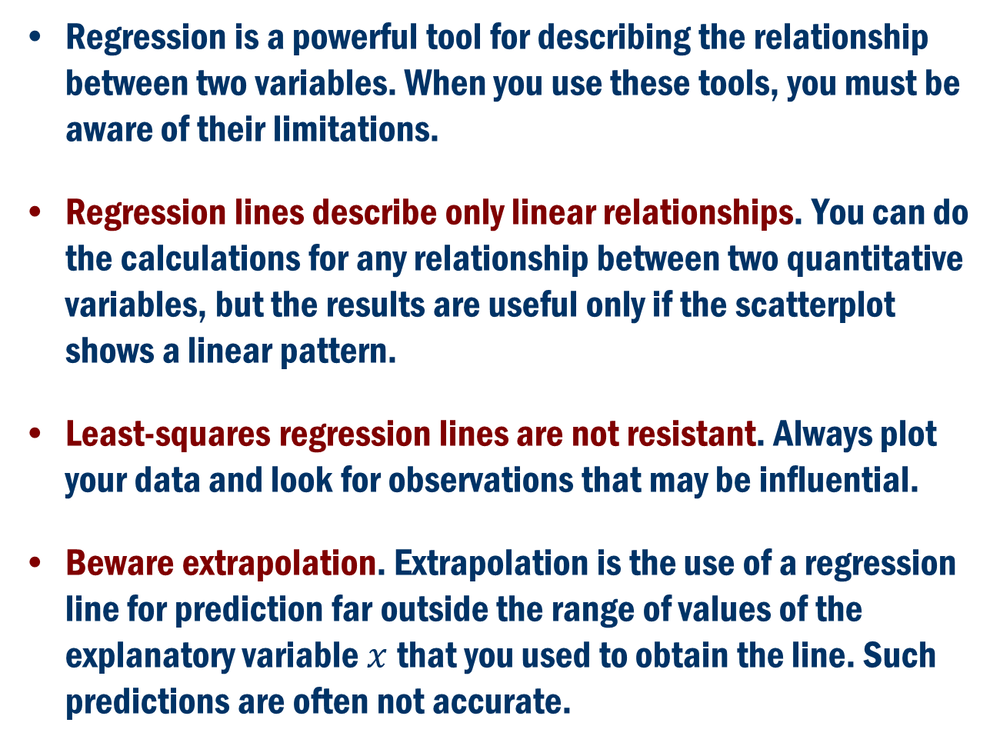 • Regression is a powerful tool for describing the relationship
between two variables. When you use these tools, you must be
aware of their limitations.
• Regression lines describe only linear relationships. You can do
the calculations for any relationship between two quantitative
variables, but the results are useful only if the scatterplot
shows a linear pattern.
• Least-squares regression lines are not resistant. Always plot
your data and look for observations that may be influential.
• Beware extrapolation. Extrapolation is the use of a regression
line for prediction far outside the range of values of the
explanatory variable x that you used to obtain the line. Such
predictions are often not accurate.